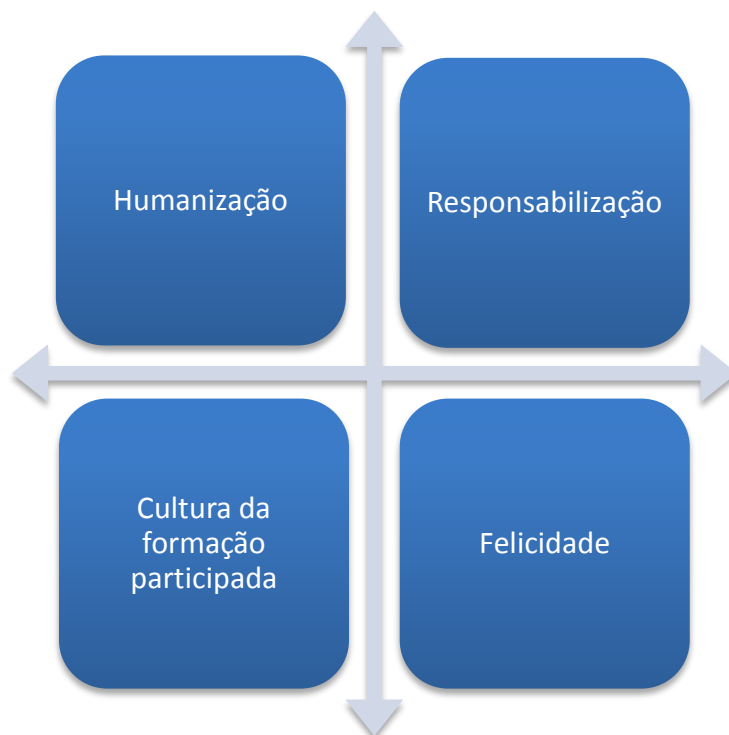 Humanização
Responsabilização
Cultura da
formação
participada
Felicidade